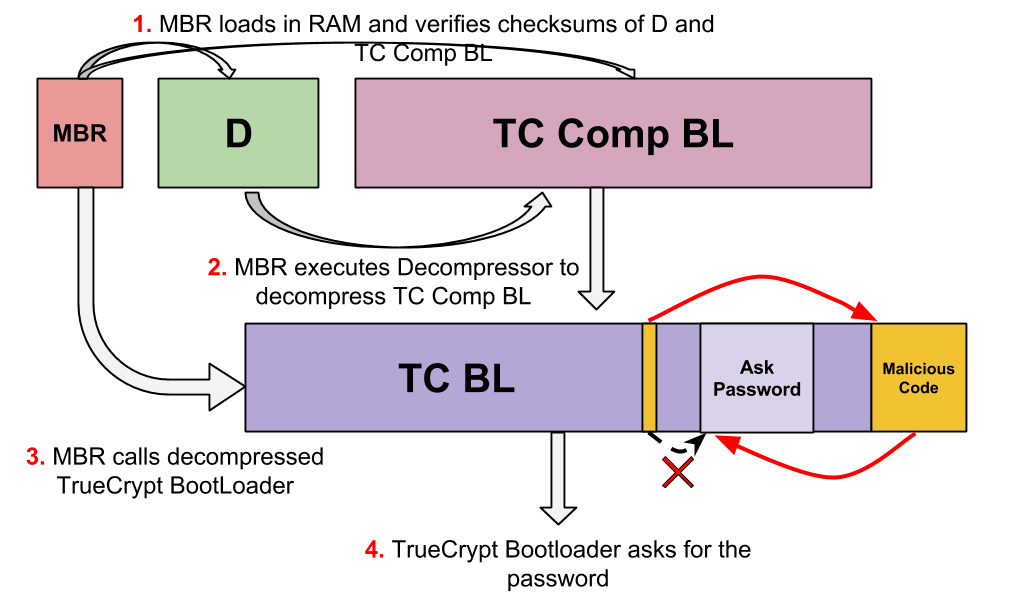 1. MBR loads in RAM and verifies checksums of D and
TC Comp BL
MBR
D
TC Comp BL
2. MBR executes Decompressor to
decompress TC Comp BL
TC BL
Ask
Password
Malicious
Code
3. MBR calls decompressed
TrueCrypt BootLoader
4. TrueCrypt Bootloader asks for the
password